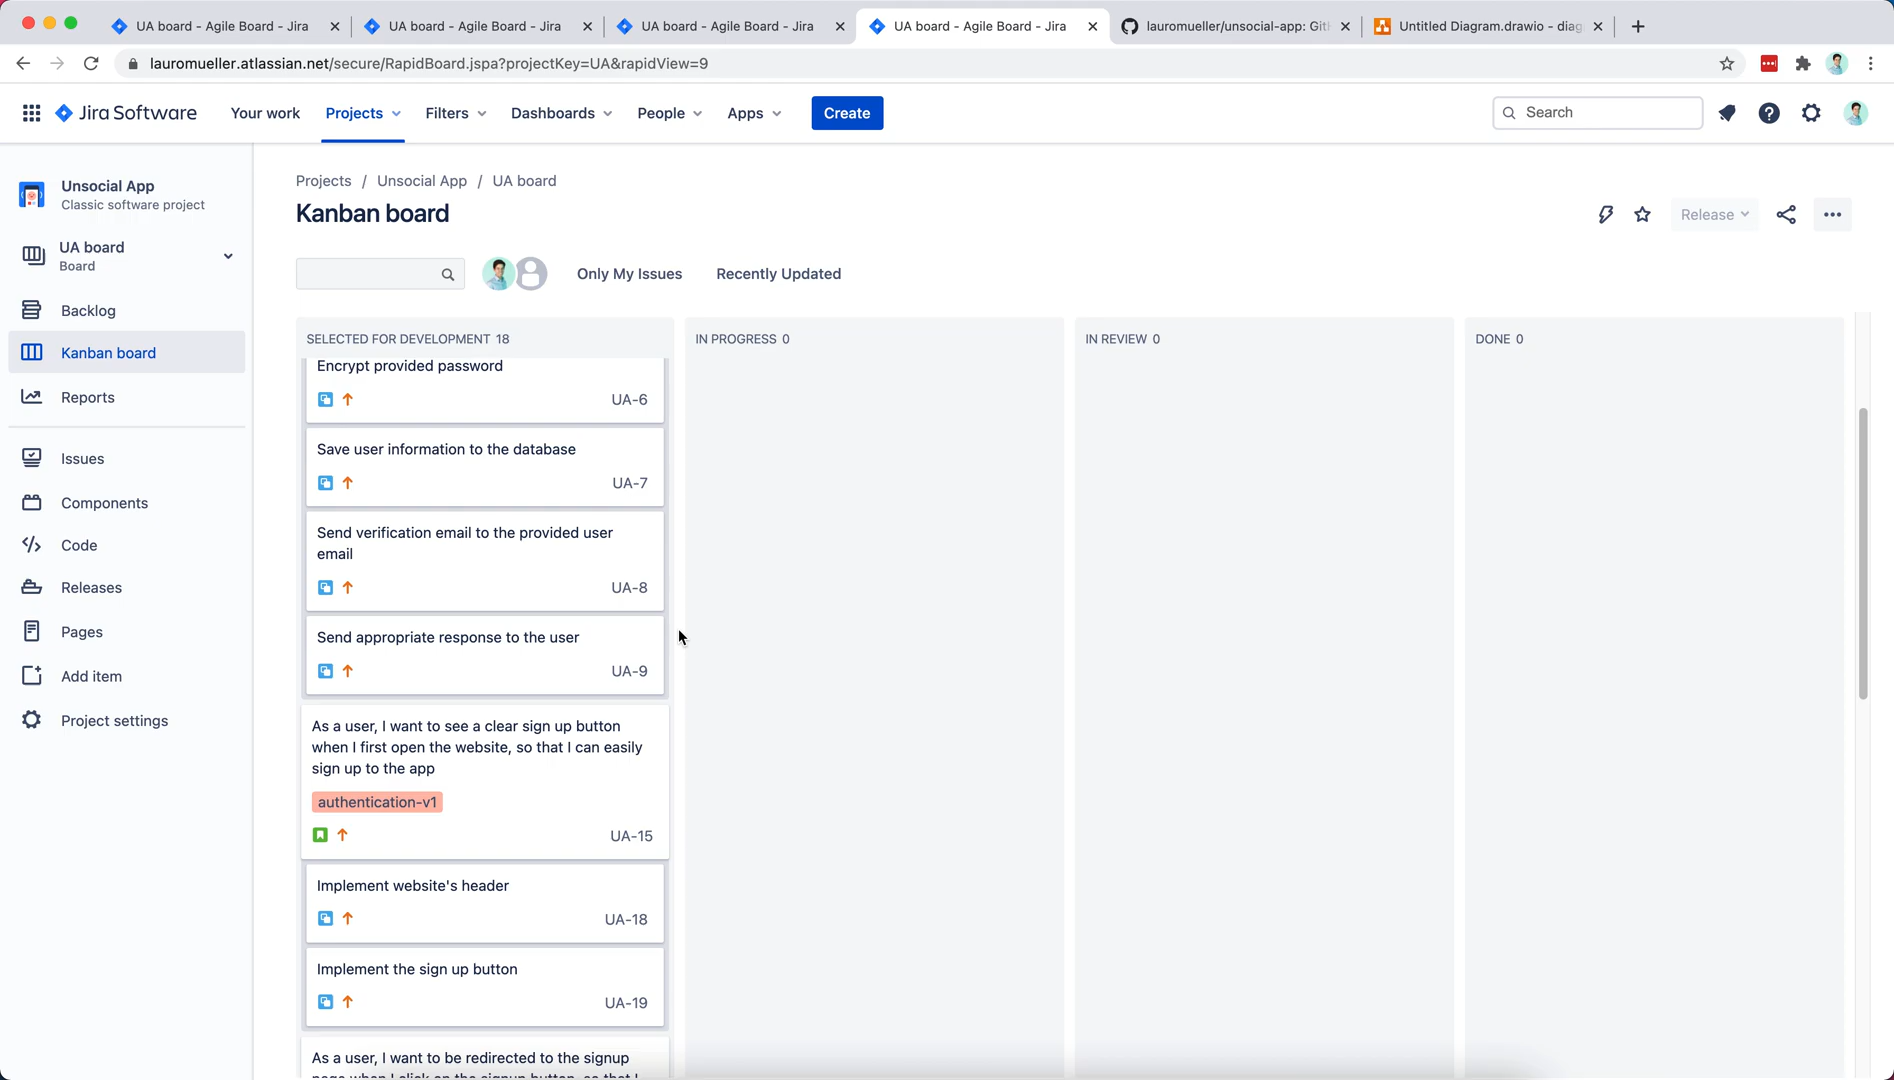 UA board - Agile Board - Jira
UA board - Agile Board - Jira
UA board - Agile Board - Jira
UA board - Agile Board - Jira
lauromueller/unsocial-app: Git
Untitled Diagram.drawio - diag
lauromueller.atlassian.net/secure/RapidBoard.jspa?projectKey=UA&rapidView=9
Jira Software
Your work
Projects
Filters
Dashboards
People
Apps
Create
Search
Unsocial App
Classic software project
UA board
Board
Backlog
Kanban board
Reports
Issues
Components
Code
Releases
Pages
Add item
Project settings
Projects / Unsocial App / UA board
Kanban board
Release
Only My Issues
Recently Updated
SELECTED FOR DEVELOPMENT 18
IN PROGRESS 0
IN REVIEW 0
DONE 0
Encrypt provided password
UA-6
Save user information to the database
UA-7
Send verification email to the provided user
email
UA-8
Send appropriate response to the user
UA-9
As a user, I want to see a clear sign up button
when I first open the website, so that I can easily
sign up to the app
authentication-v1
UA-15
Implement website's header
UA-18
Implement the sign up button
UA-19
As a user, I want to be redirected to the signup
page when I click on the signup button, so that I